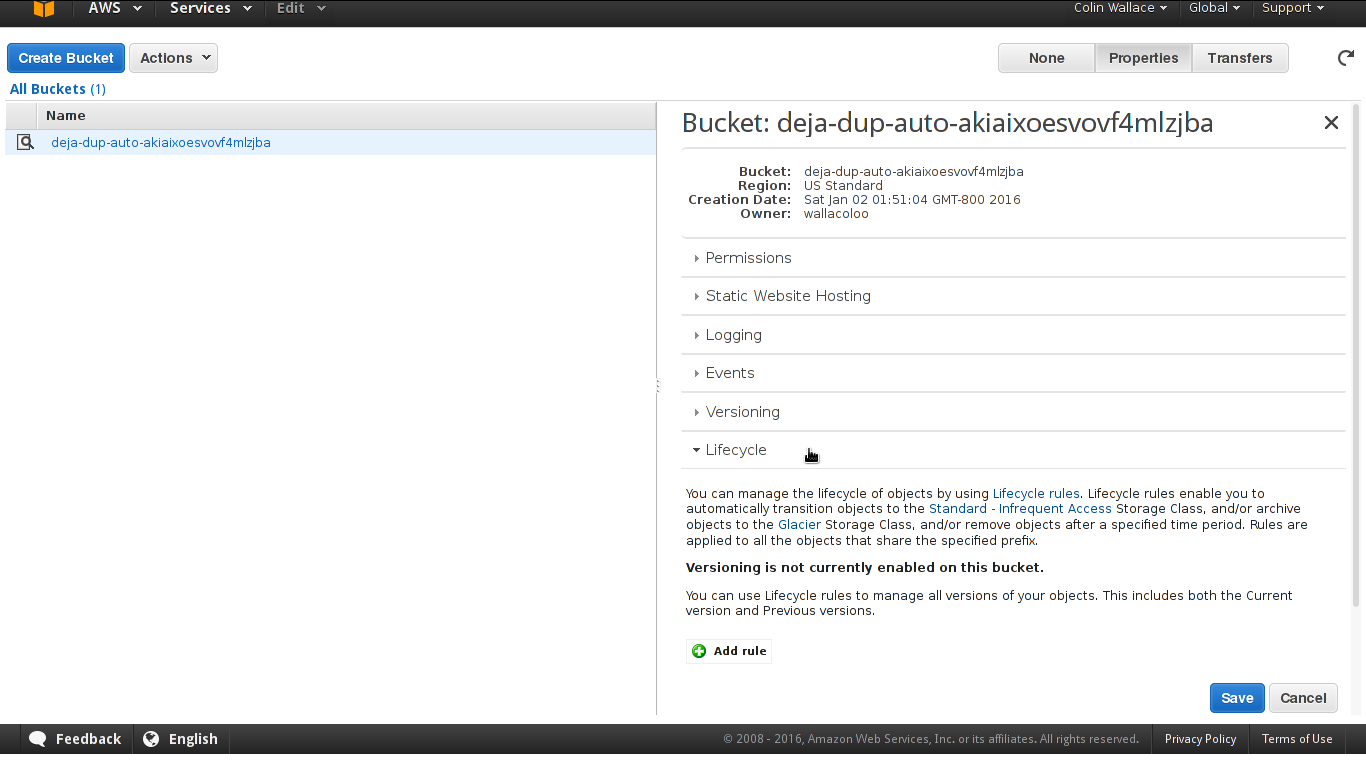 AWS Services Edit Colin Wallace Global Support
Create Bucket Actions None Properties Transfers
All Buckets (1)
Name
deja-dup-auto-akiaixoesvovf4mlzjba
Bucket: deja-dup-auto-akiaixoesvovf4mlzjba
Bucket: deja-dup-auto-akiaixoesvovf4mlzjba
Region: US Standard
Creation Date: Sat Jan 02 01:51:04 GMT-800 2016
Owner: wallacoloo
Permissions
Static Website Hosting
Logging
Events
Versioning
Lifecycle
You can manage the lifecycle of objects by using Lifecycle rules. Lifecycle rules enable you to
automatically transition objects to the Standard - Infrequent Access Storage Class, and/or archive
objects to the Glacier Storage Class, and/or remove objects after a specified time period. Rules are
applied to all the objects that share the specified prefix.
Versioning is not currently enabled on this bucket.
You can use Lifecycle rules to manage all versions of your objects. This includes both the Current
version and Previous versions.
Add rule
Save Cancel
Feedback English © 2008 - 2016, Amazon Web Services, Inc. or its affiliates. All rights reserved. Privacy Policy Terms of Use